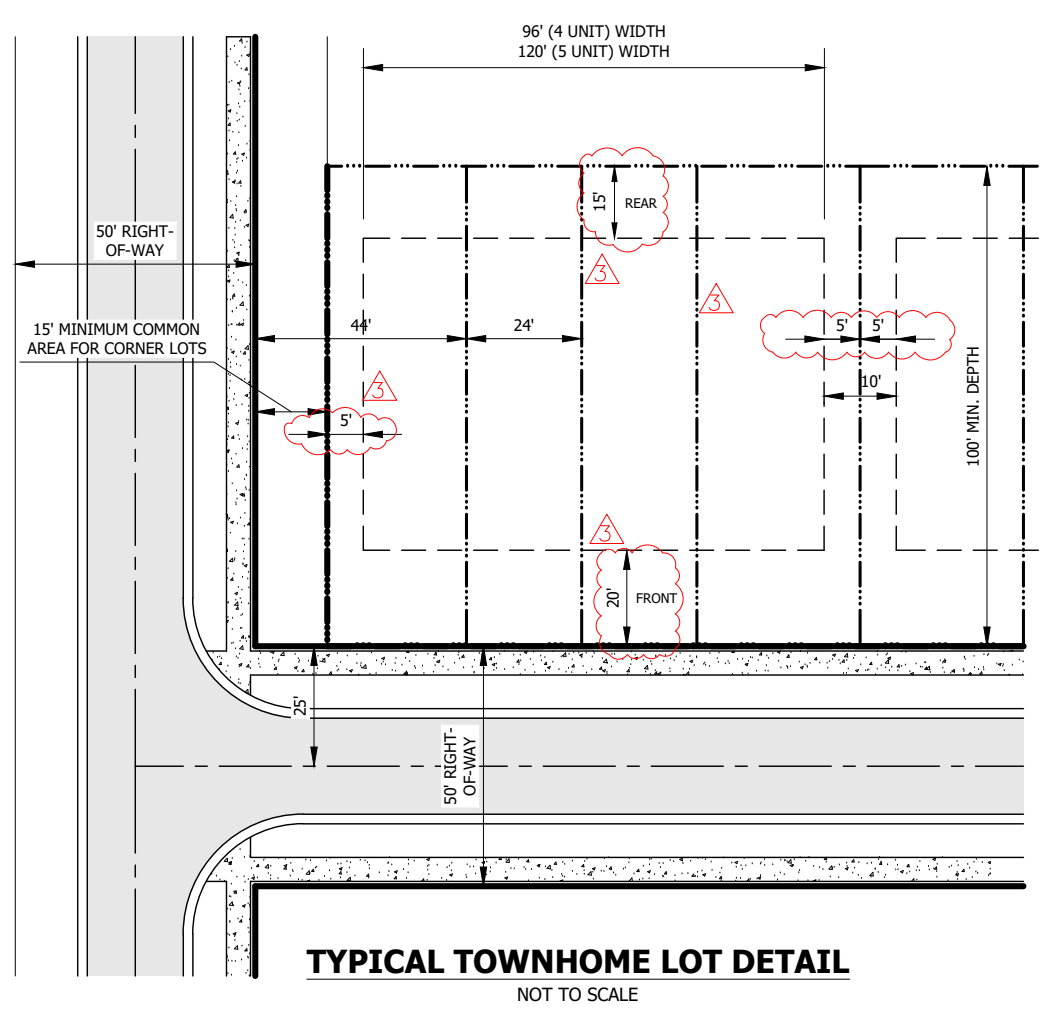 96' (4 UNIT) WIDTH
120' (5 UNIT) WIDTH
15'
REAR
50' RIGHT-
OF-WAY
3
3
15' MINIMUM COMMON
AREA FOR CORNER LOTS
44'
24'
5'
5'
10'
3
5'
100' MIN. DEPTH
3
20'
FRONT
25'
50' RIGHT-
OF-WAY
TYPICAL TOWNHOME LOT DETAIL
NOT TO SCALE